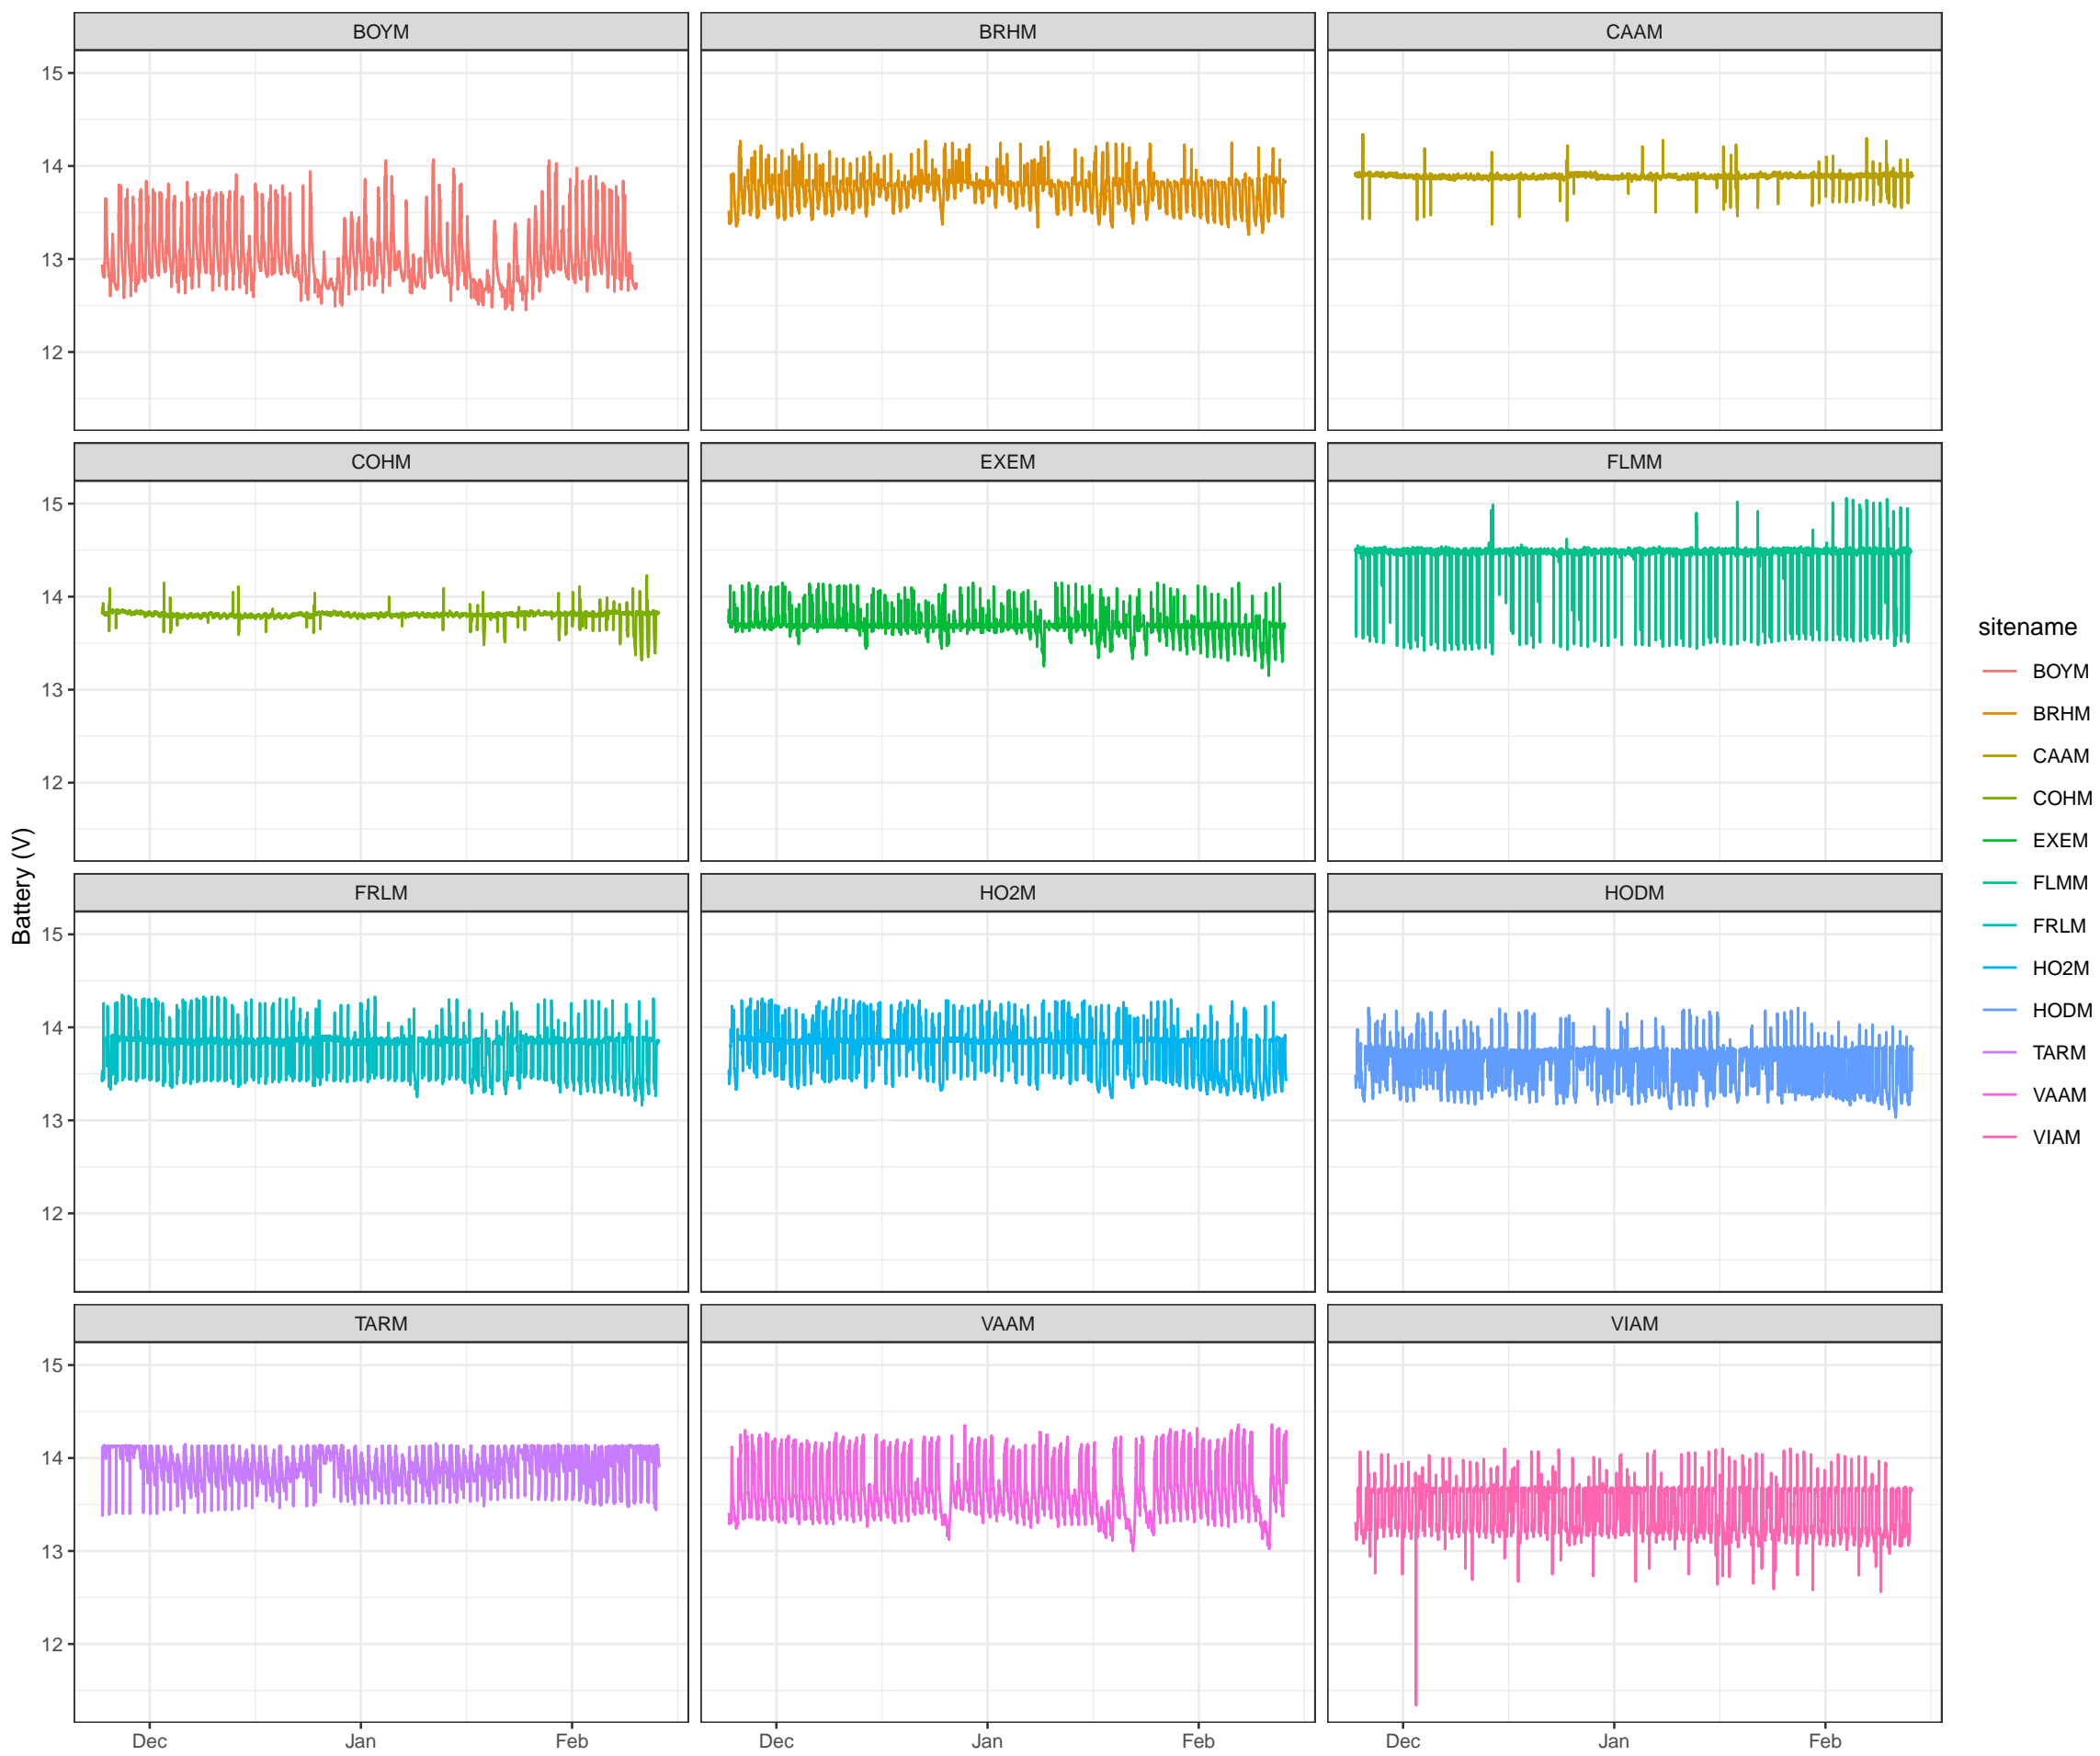 BOYM BRHM CAAM
15
14
13
12
COHM EXEM FLMM
15
14
13
12
Battery (V)
FRLM HO2M HODM
15
14
13
12
TARM VAAM VIAM
15
14
13
12
Dec Jan Feb Dec Jan Feb Dec Jan Feb
sitename
BOYM
BRHM
CAAM
COHM
EXEM
FLMM
FRLM
HO2M
HODM
TARM
VAAM
VIAM